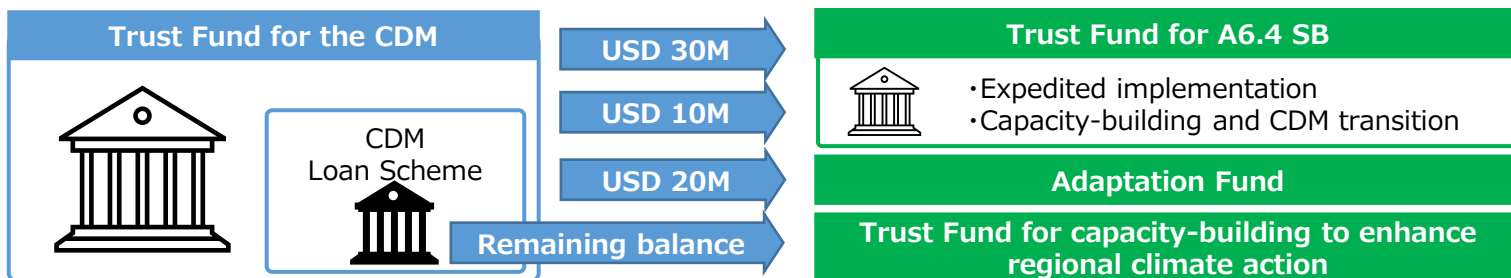 Trust Fund for the CDM
CDM
Loan Scheme
USD 30M
USD 10M
USD 20M
Remaining balance
Trust Fund for A6.4 SB
・Expedited implementation
・Capacity-building and CDM transition
Adaptation Fund
Trust Fund for capacity-building to enhance
regional climate action